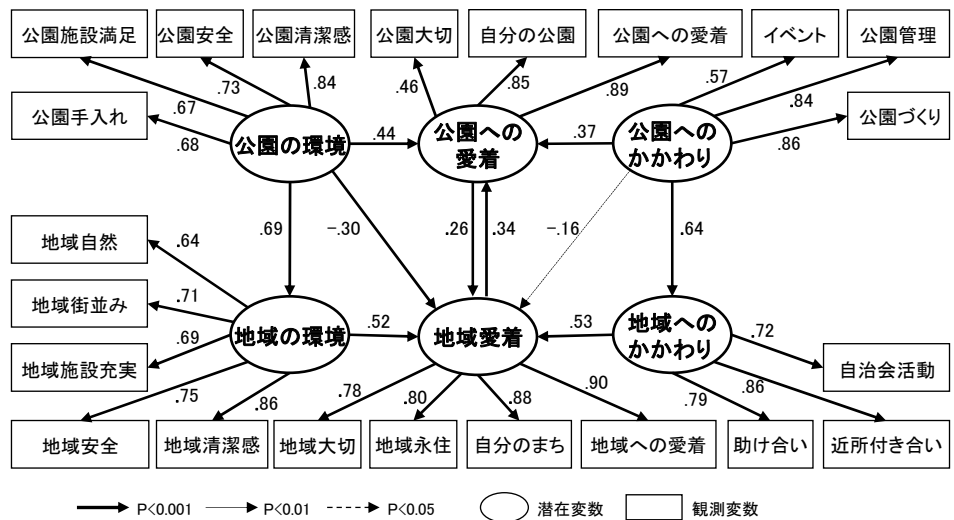 公園施設満足 公園安全 公園清潔感 公園大切 自分の公園 公園への愛着 イベント 公園管理
.73 .84 .46 .85 .89 .57 .84
公園手入れ .67 公園づくり
.68 .86
公園の環境 .44 公園への .37 公園への
愛着 かかわり
.69 −.30 .26 .34 −.16 .64
地域自然 .64
地域街並み .71
地域の環境 .52 地域愛着 .53 地域への .72
かかわり
地域施設充実 .69 自治会活動
.75 .86 .78 .80 .88 .90 .79 .86
地域安全 地域清潔感 地域大切 地域永住 自分のまち 地域への愛着 助け合い 近所付き合い
P<0.001 P<0.01 P<0.05 潜在変数 観測変数